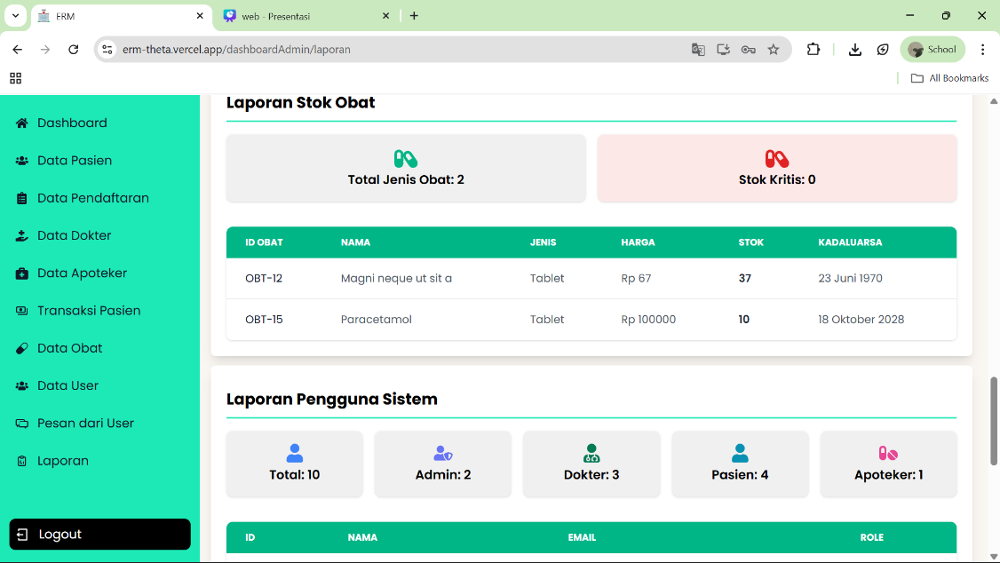 ERM
web - Presentasi
erm-theta.vercel.app/dashboardAdmin/laporan
School
All Bookmarks
Dashboard
Data Pasien
Data Pendaftaran
Data Dokter
Data Apoteker
Transaksi Pasien
Data Obat
Data User
Pesan dari User
Laporan
Logout
Laporan Stok Obat
Total Jenis Obat: 2
Stok Kritis: 0
ID OBAT NAMA JENIS HARGA STOK KADALUARSA
OBT-12 Magni neque ut sit a Tablet Rp 67 37 23 Juni 1970
OBT-15 Paracetamol Tablet Rp 100000 10 18 Oktober 2028
Laporan Pengguna Sistem
Total: 10
Admin: 2
Dokter: 3
Pasien: 4
Apoteker: 1
ID NAMA EMAIL ROLE